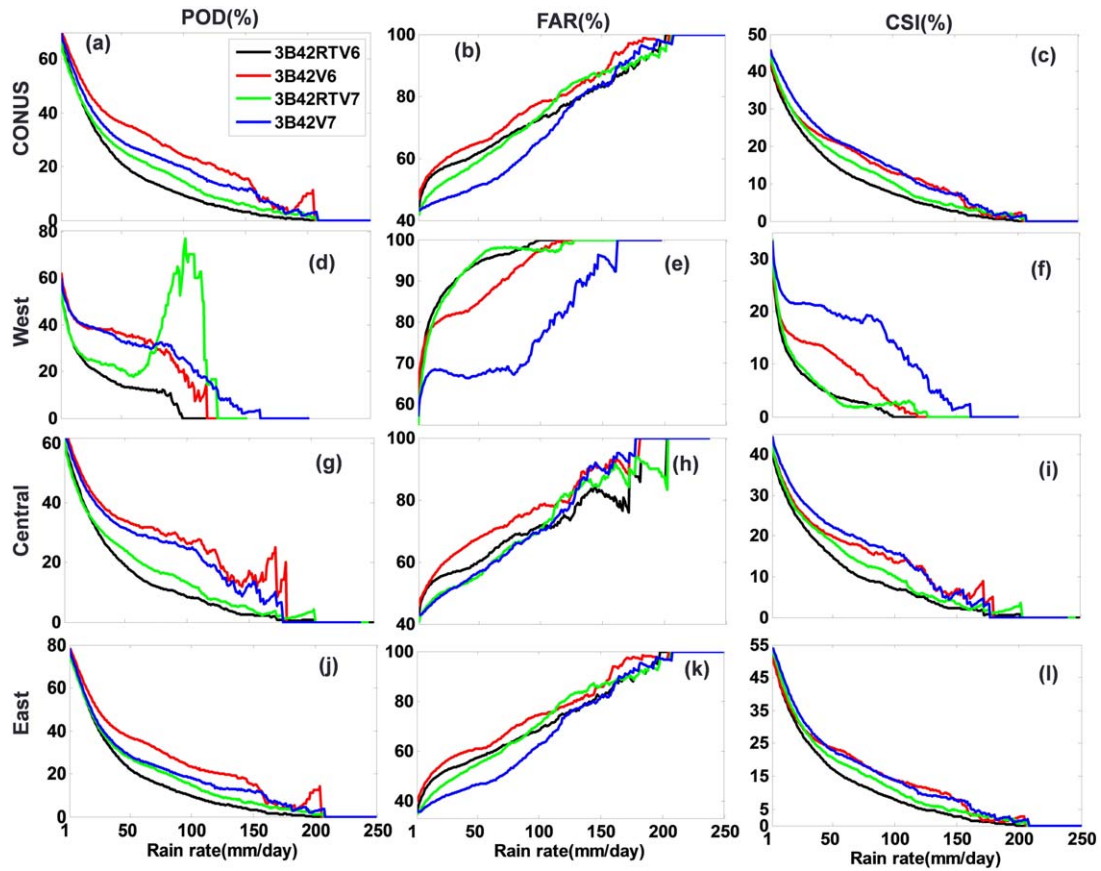 POD(%) FAR(%) CSI(%)
CONUS
60
40
20
0
(a)
3B42RTV6
3B42V6
3B42RTV7
3B42V7
100
80
60
40
(b)
50
40
30
20
10
0
(c)
West
80
60
40
20
0
(d)
100
90
80
70
60
(e)
30
20
10
0
(f)
Central
60
40
20
0
(g)
100
80
60
40
(h)
40
30
20
10
0
(i)
East
80
60
40
20
0
(j)
100
80
60
40
(k)
55
45
35
25
15
5
(l)
1 50 100 150 200 250
1 50 100 150 200 250
1 50 100 150 200 250
Rain rate(mm/day) Rain rate(mm/day) Rain rate(mm/day)